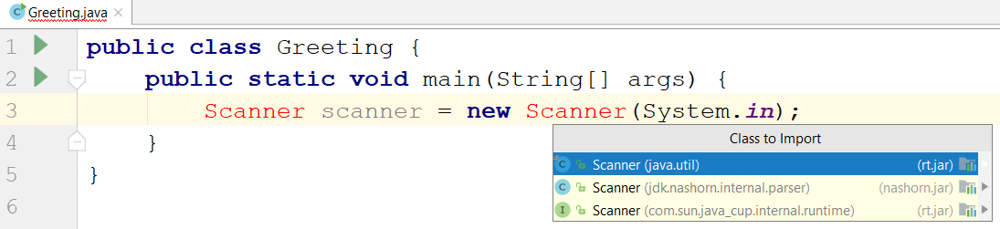 Greeting.java
1 public class Greeting {
2 public static void main(String[] args) {
3 Scanner scanner = new Scanner(System.in);
4 }
5 }
6
Class to Import
Scanner (java.util) (rt.jar)
Scanner (jdk.nashorn.internal.parser) (nashorn.jar)
Scanner (com.sun.java_cup.internal.runtime) (rt.jar)